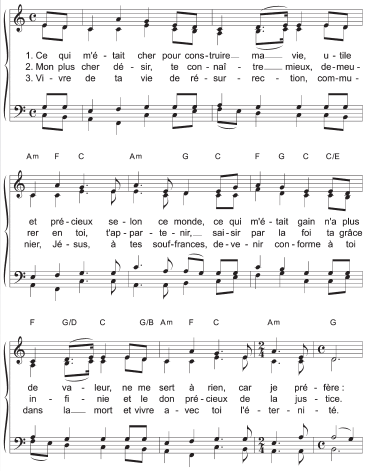 1. Ce qui m'é - tait cher pour cons - truire ma vie, u - tile
2. Mon plus cher dé - sir, te con - naî - tre mieux, de - meu -
3. Vi - vre de ta vie de ré - sur - rec - tion, com - mu -
Am F C Am G C F G C C/E
et pré - cieux se - lon ce monde, ce qui m'é - tait gain n'a plus
rer en toi, t'ap - par - te - nir, sai - sir par la foi ta grâce
nier, Jé - sus, à tes souf - frances, de - ve - nir con - forme à toi
F G/D C G/B Am F C Am G
de va - leur, ne me sert à rien, car je pré - fère :
in - fi - nie et le don pré - cieux de la jus - tice.
dans la mort et vivre a - vec toi l'é - ter - ni - té.